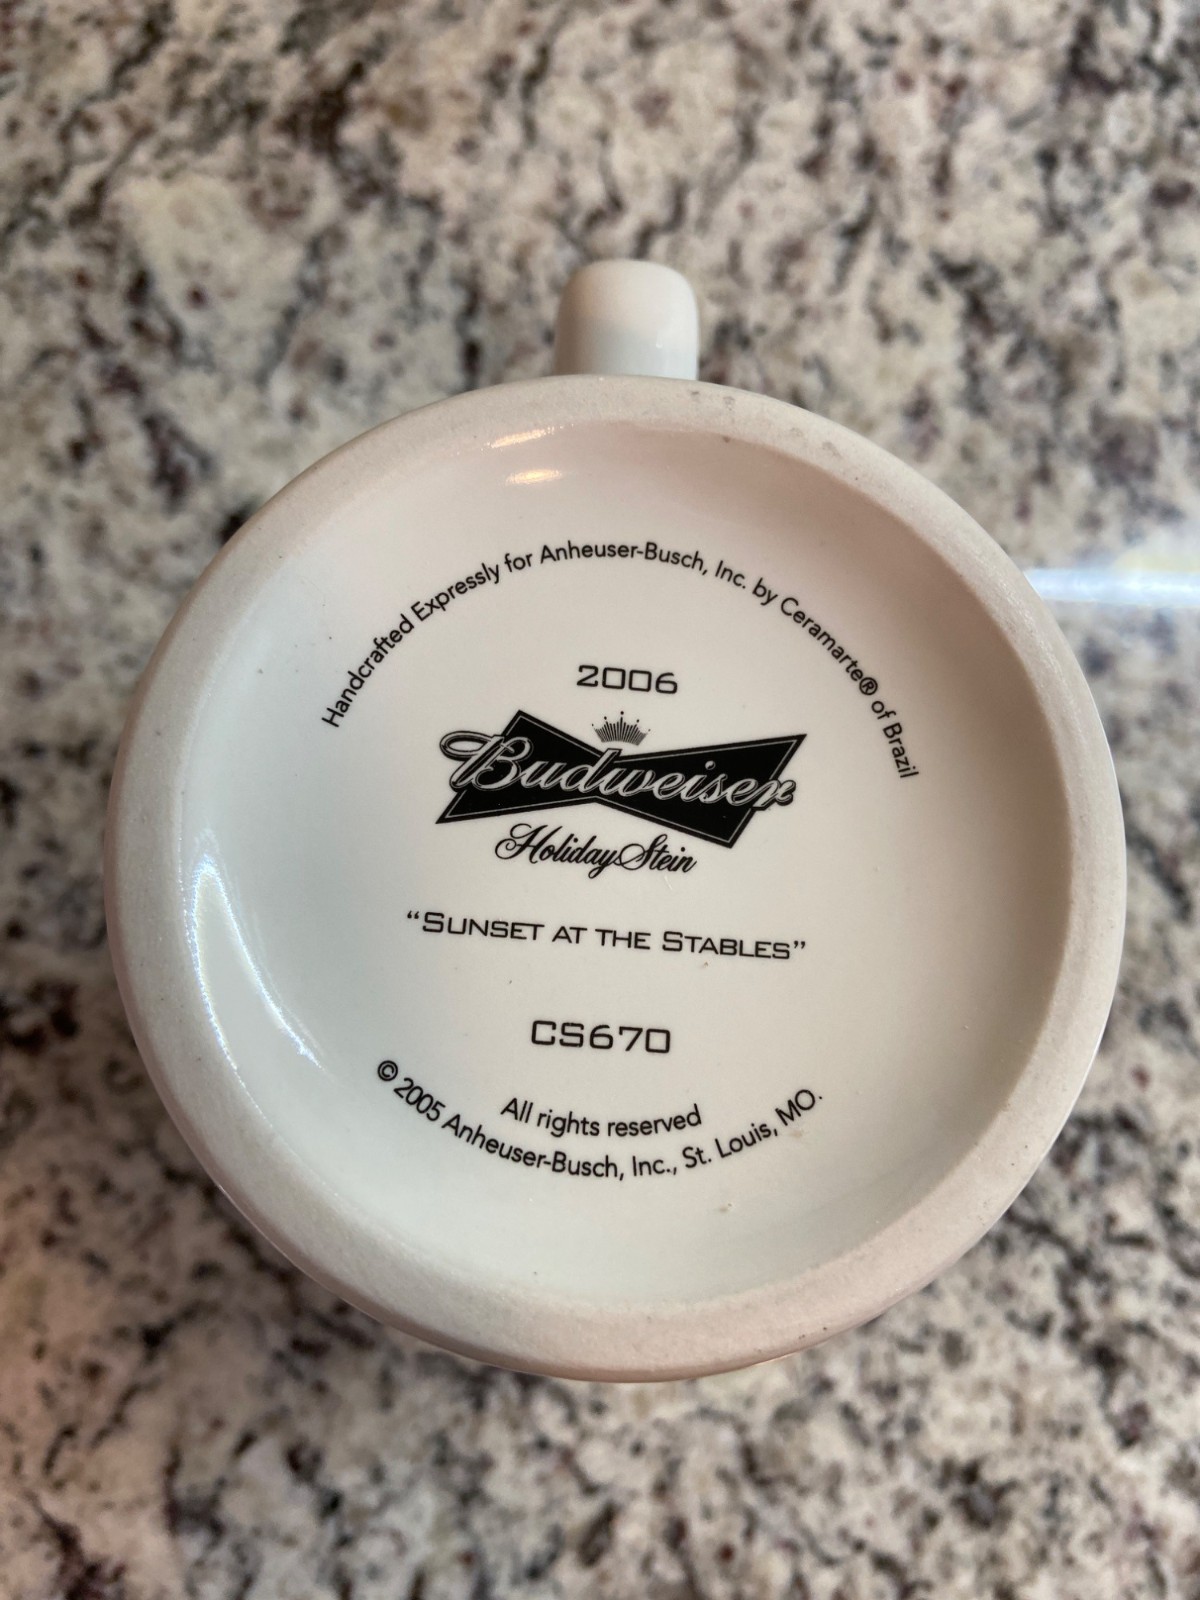 Handcrafted Expressly for Anheuser-Busch, Inc. by Ceramarte® of Brazil
2006
Budweiser
Holiday Stein
“SUNSET AT THE STABLES”
CS670
All rights reserved
© 2005 Anheuser-Busch, Inc., St. Louis, MO.